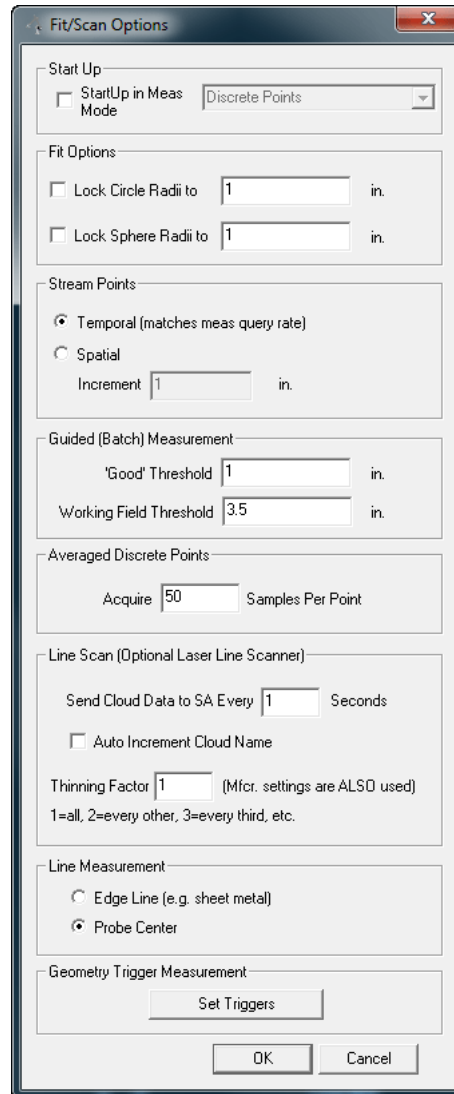 Fit/Scan Options
Start Up
StartUp in Meas Mode
Discrete Points
Fit Options
Lock Circle Radii to 1 in.
Lock Sphere Radii to 1 in.
Stream Points
Temporal (matches meas query rate)
Spatial
Increment 1 in.
Guided (Batch) Measurement
'Good' Threshold 1 in.
Working Field Threshold 3.5 in.
Averaged Discrete Points
Acquire 50 Samples Per Point
Line Scan (Optional Laser Line Scanner)
Send Cloud Data to SA Every 1 Seconds
Auto Increment Cloud Name
Thinning Factor 1 (Mfcr. settings are ALSO used)
1=all, 2=every other, 3=every third, etc.
Line Measurement
Edge Line (e.g. sheet metal)
Probe Center
Geometry Trigger Measurement
Set Triggers
OK Cancel